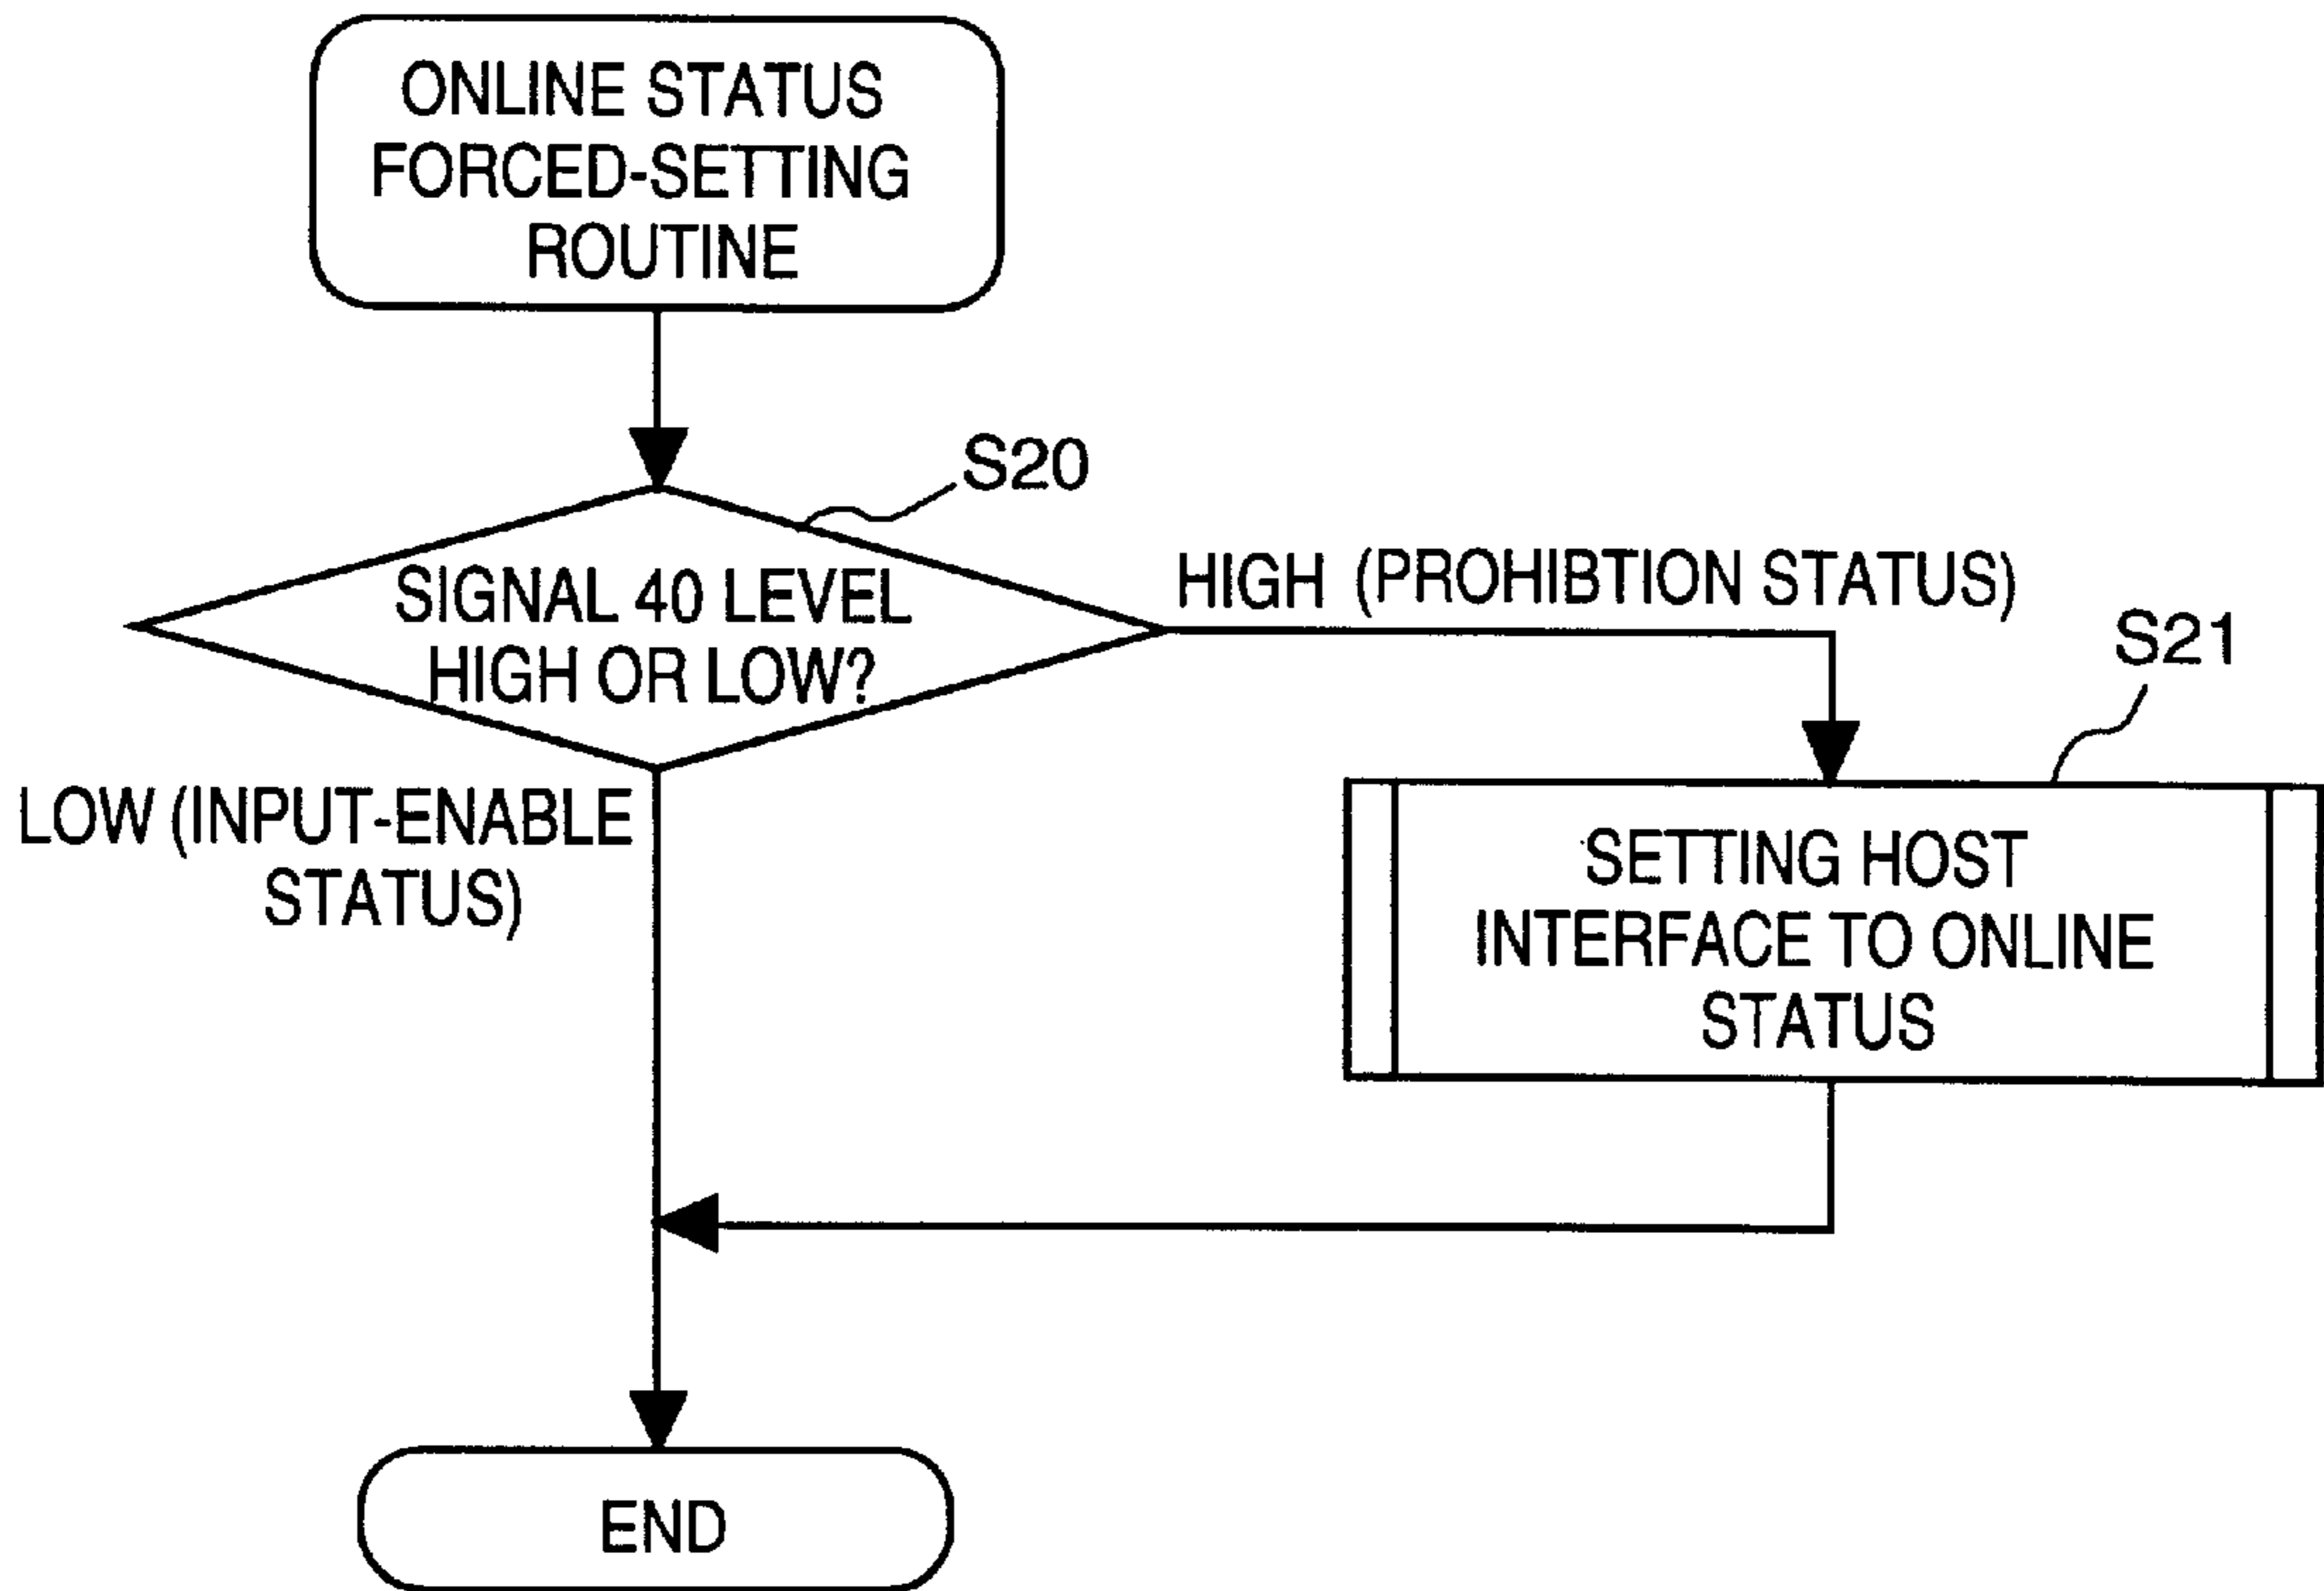 ONLINE STATUS
FORCED-SETTING
ROUTINE
S20
SIGNAL 40 LEVEL
HIGH OR LOW?
HIGH (PROHIBTION STATUS)
S21
LOW (INPUT-ENABLE
STATUS)
SETTING HOST
INTERFACE TO ONLINE
STATUS
END